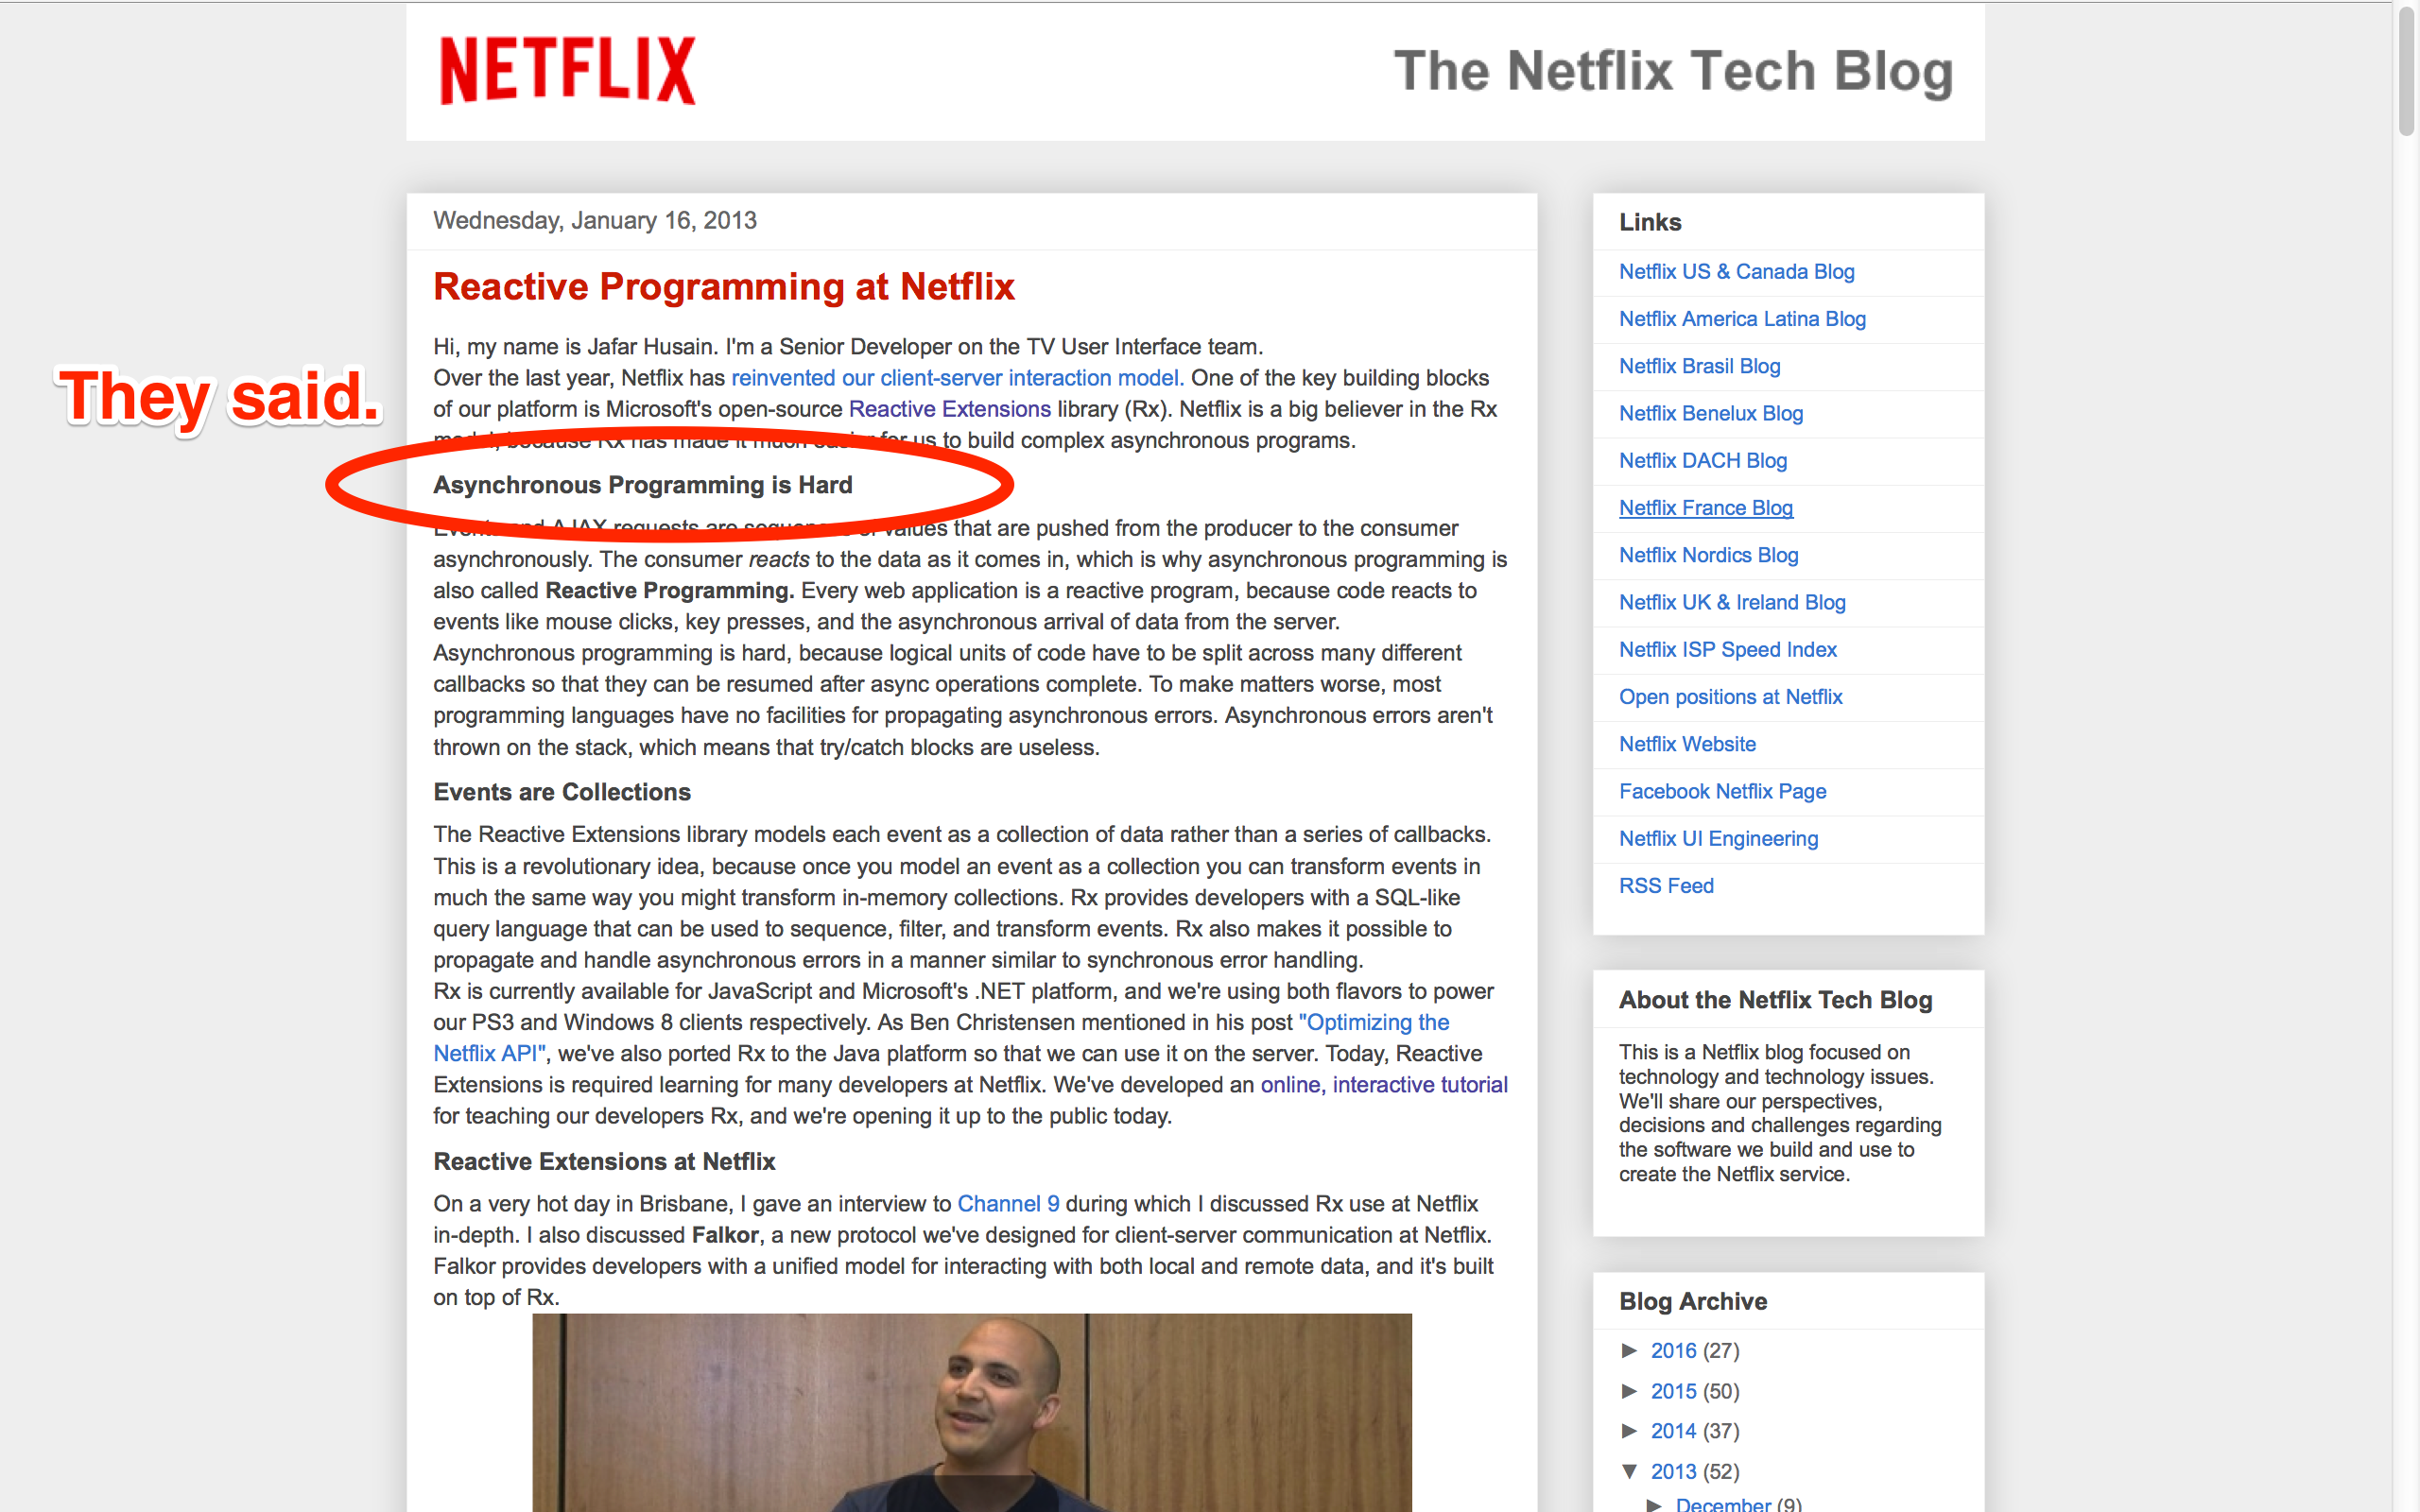 NETFLIX
The Netflix Tech Blog
Wednesday, January 16, 2013
Reactive Programming at Netflix
Hi, my name is Jafar Husain. I'm a Senior Developer on the TV User Interface team.
Over the last year, Netflix has reinvented our client-server interaction model. One of the key building blocks
of our platform is Microsoft's open-source Reactive Extensions library (Rx). Netflix is a big believer in the Rx
model, because Rx has made it much easier for us to build complex asynchronous programs.
They said.
Asynchronous Programming is Hard
Events and AJAX requests are sequences of values that are pushed from the producer to the consumer
asynchronously. The consumer reacts to the data as it comes in, which is why asynchronous programming is
also called Reactive Programming. Every web application is a reactive program, because code reacts to
events like mouse clicks, key presses, and the asynchronous arrival of data from the server.
Asynchronous programming is hard, because logical units of code have to be split across many different
callbacks so that they can be resumed after async operations complete. To make matters worse, most
programming languages have no facilities for propagating asynchronous errors. Asynchronous errors aren't
thrown on the stack, which means that try/catch blocks are useless.
Events are Collections
The Reactive Extensions library models each event as a collection of data rather than a series of callbacks.
This is a revolutionary idea, because once you model an event as a collection you can transform events in
much the same way you might transform in-memory collections. Rx provides developers with a SQL-like
query language that can be used to sequence, filter, and transform events. Rx also makes it possible to
propagate and handle asynchronous errors in a manner similar to synchronous error handling.
Rx is currently available for JavaScript and Microsoft's .NET platform, and we're using both flavors to power
our PS3 and Windows 8 clients respectively. As Ben Christensen mentioned in his post "Optimizing the
Netflix API", we've also ported Rx to the Java platform so that we can use it on the server. Today, Reactive
Extensions is required learning for many developers at Netflix. We've developed an online, interactive tutorial
for teaching our developers Rx, and we're opening it up to the public today.
Reactive Extensions at Netflix
On a very hot day in Brisbane, I gave an interview to Channel 9 during which I discussed Rx use at Netflix
in-depth. I also discussed Falkor, a new protocol we've designed for client-server communication at Netflix.
Falkor provides developers with a unified model for interacting with both local and remote data, and it's built
on top of Rx.
Links
Netflix US & Canada Blog
Netflix America Latina Blog
Netflix Brasil Blog
Netflix Benelux Blog
Netflix DACH Blog
Netflix France Blog
Netflix Nordics Blog
Netflix UK & Ireland Blog
Netflix ISP Speed Index
Open positions at Netflix
Netflix Website
Facebook Netflix Page
Netflix UI Engineering
RSS Feed
About the Netflix Tech Blog
This is a Netflix blog focused on
technology and technology issues.
We'll share our perspectives,
decisions and challenges regarding
the software we build and use to
create the Netflix service.
Blog Archive
► 2016 (27)
► 2015 (50)
► 2014 (37)
▼ 2013 (52)
► December (9)